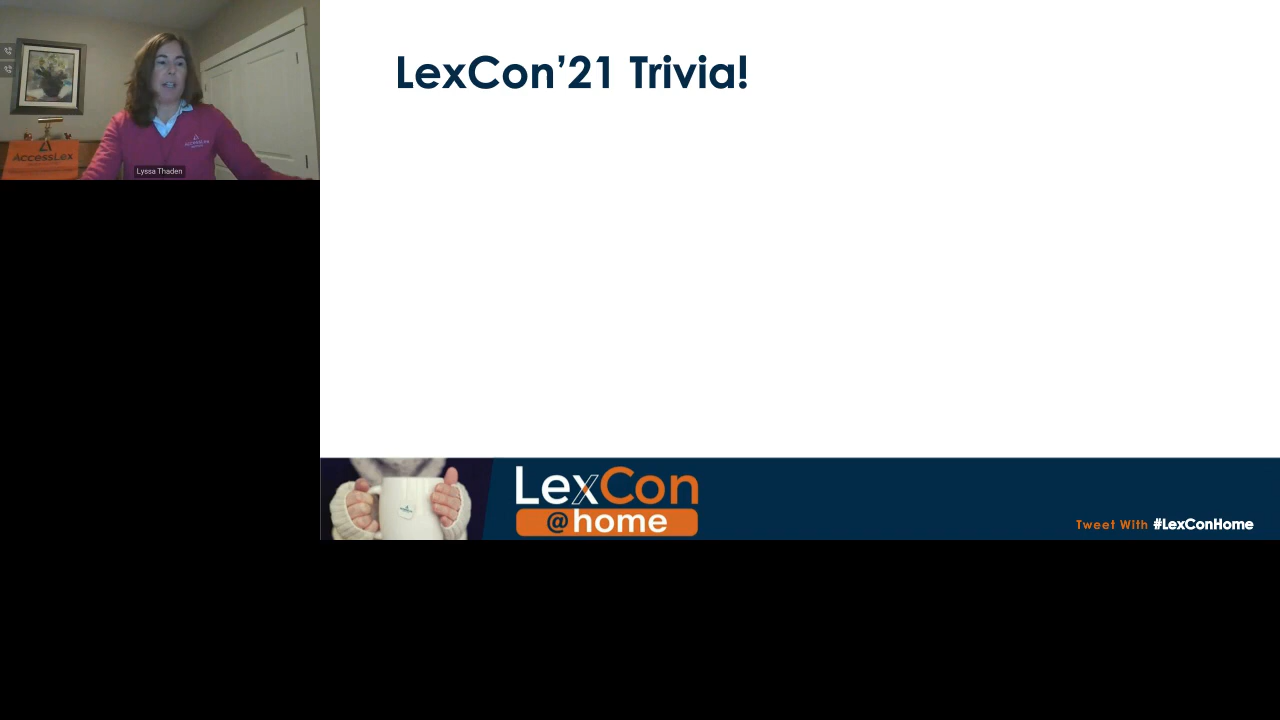 LexCon’21 Trivia!
AccessLex
Lyssa Thaden
LexCon
@home
Tweet With #LexConHome